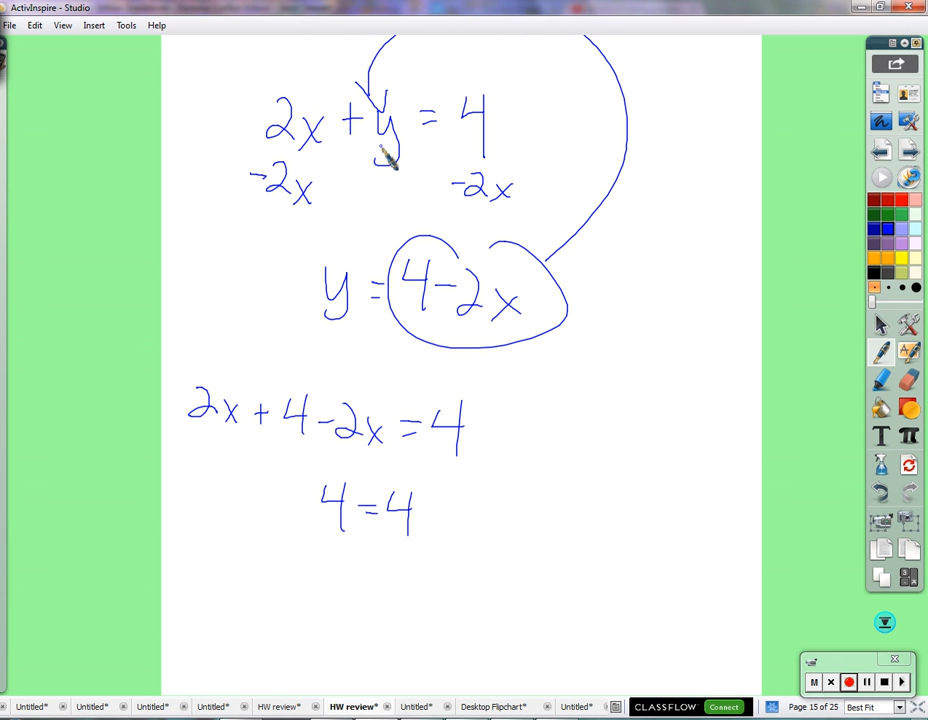 ActivInspire - Studio
File Edit View Insert Tools Help
2x + y = 4
-2x -2x
y = 4 - 2x
2x + 4 - 2x = 4
4 = 4
M
Untitled* Untitled* Untitled* Untitled* HW review* HW review* Untitled* Desktop Flipchart* Untitled* CLASSFLOW Connect Page 15 of 25 Best Fit